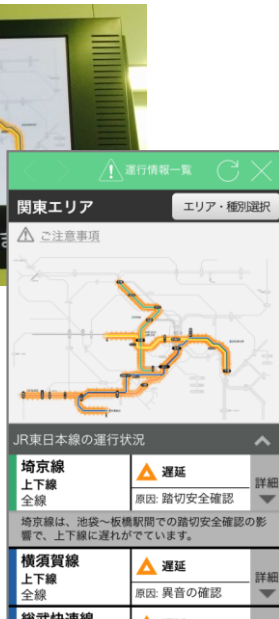 運行情報一覧
関東エリア
エリア・種別選択
ご注意事項
JR東日本線の運行状況
埼京線
上下線
全線
遅延
原因: 踏切安全確認
詳細
埼京線は、池袋〜板橋駅間での踏切安全確認の影
響で、上下線に遅れがでています。
横須賀線
上下線
全線
遅延
原因: 異音の確認
詳細